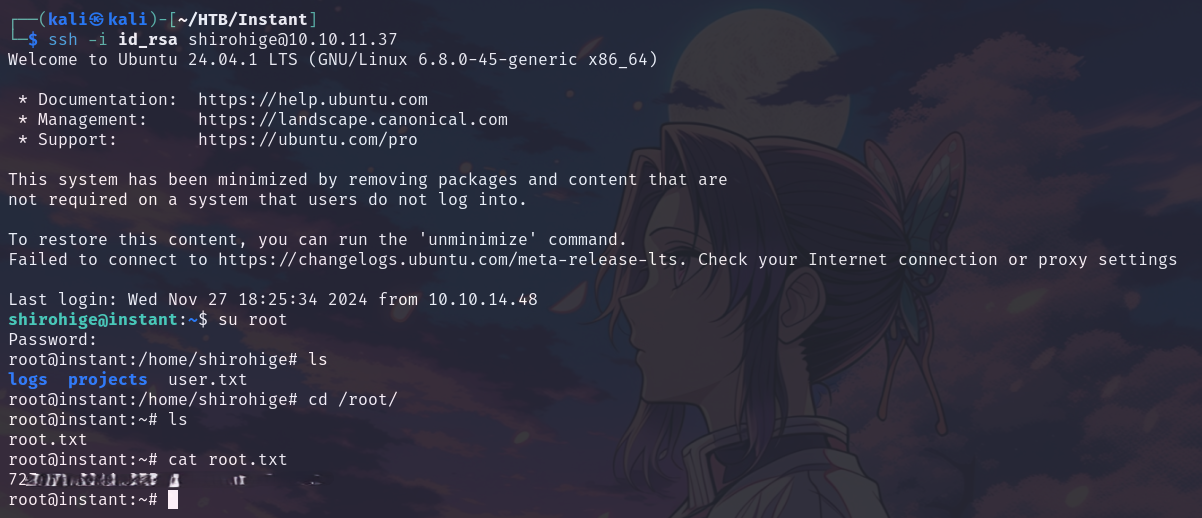 ┌──(kali㉿kali)-[~/HTB/Instant]
└─$ ssh -i id_rsa shirohige@10.10.11.37
Welcome to Ubuntu 24.04.1 LTS (GNU/Linux 6.8.0-45-generic x86_64)
* Documentation:  https://help.ubuntu.com
* Management:     https://landscape.canonical.com
* Support:        https://ubuntu.com/pro
This system has been minimized by removing packages and content that are
not required on a system that users do not log into.
To restore this content, you can run the 'unminimize' command.
Failed to connect to https://changelogs.ubuntu.com/meta-release-lts. Check your Internet connection or proxy settings
Last login: Wed Nov 27 18:25:34 2024 from 10.10.14.48
shirohige@instant:~$ su root
Password:
root@instant:/home/shirohige# ls
logs  projects  user.txt
root@instant:/home/shirohige# cd /root/
root@instant:~# ls
root.txt
root@instant:~# cat root.txt
root@instant:~#